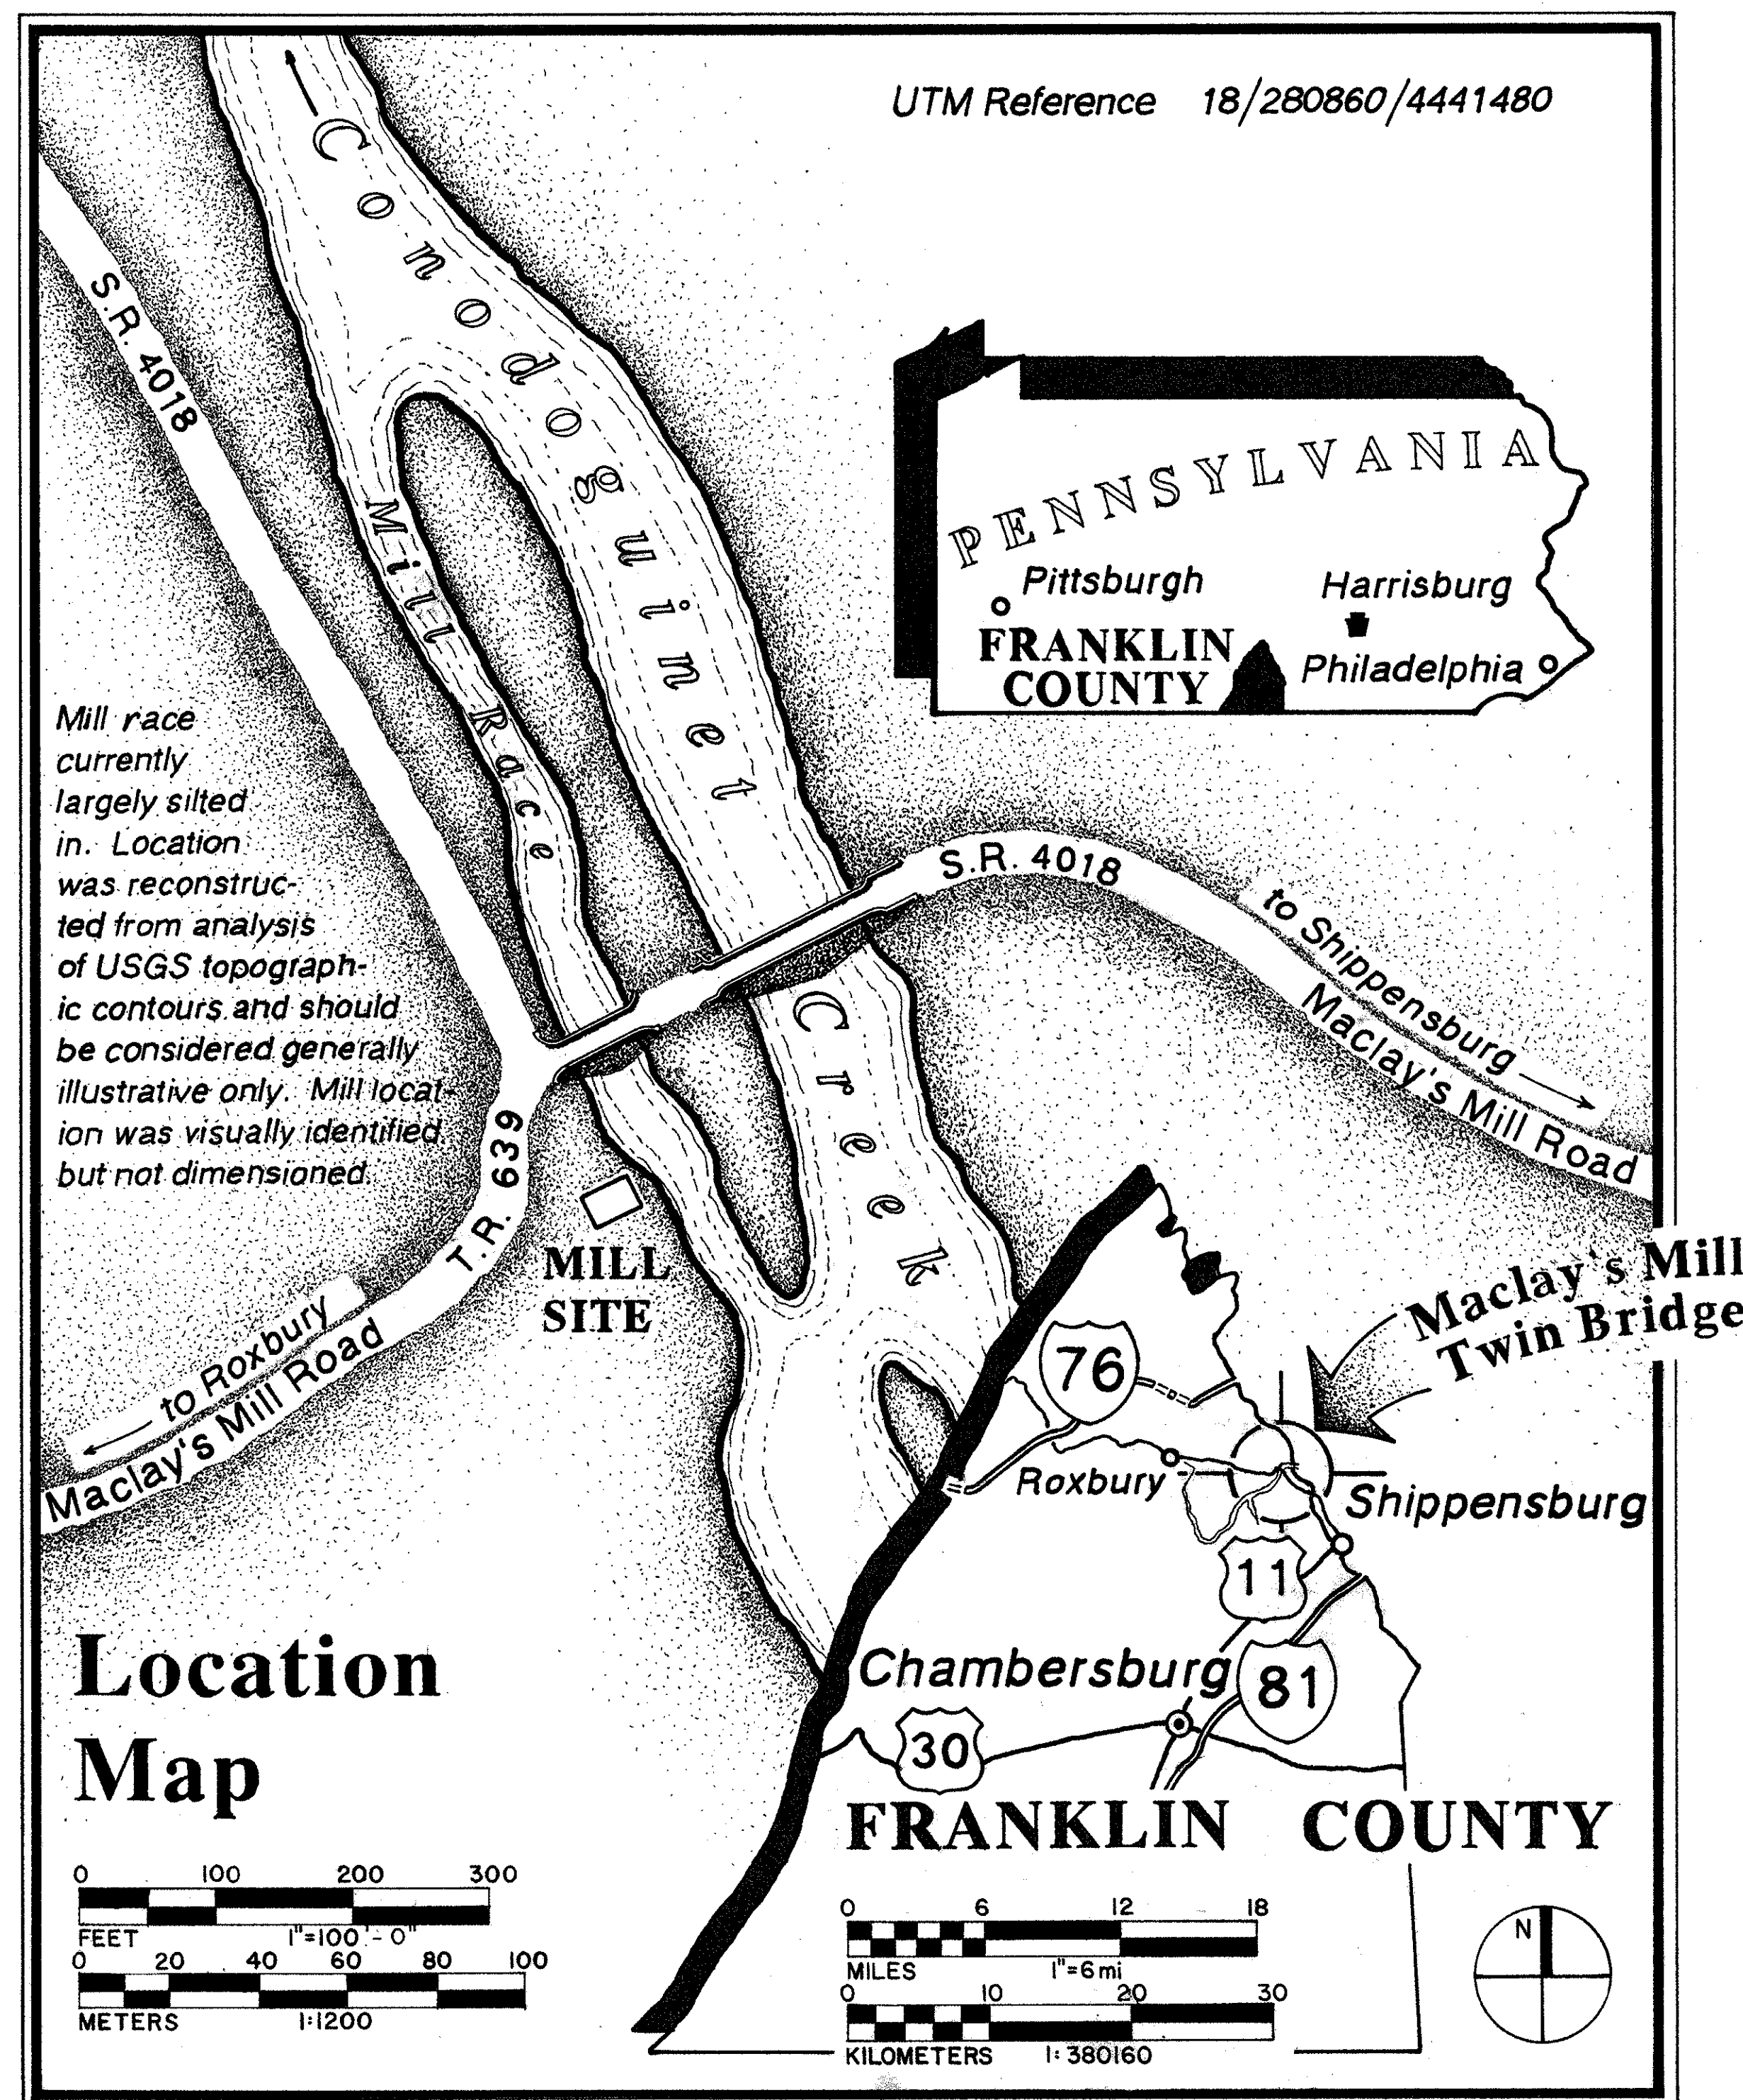 UTM Reference 18/280860/4441480
Conodoguinet
Creek
S.R. 4018
Mill Race
PENNSYLVANIA
Pittsburgh
Harrisburg
FRANKLIN
COUNTY
Philadelphia
Mill race
currently
largely silted
in. Location
was reconstruc-
ted from analysis
of USGS topograph-
ic contours and should
be considered generally
illustrative only. Mill locat-
ion was visually identified
but not dimensioned.
S.R. 4018
to Shippensburg
Maclay's Mill Road
T.R. 639
MILL
SITE
to Roxbury
Maclay's Mill Road
Maclay's Mill
Twin Bridge
76
Roxbury
Shippensburg
11
Chambersburg
81
30
FRANKLIN COUNTY
Location
Map
0 100 200 300
FEET 1"=100'-0"
0 20 40 60 80 100
METERS 1:1200
0 6 12 18
MILES 1"=6mi
0 10 20 30
KILOMETERS 1:380160
N